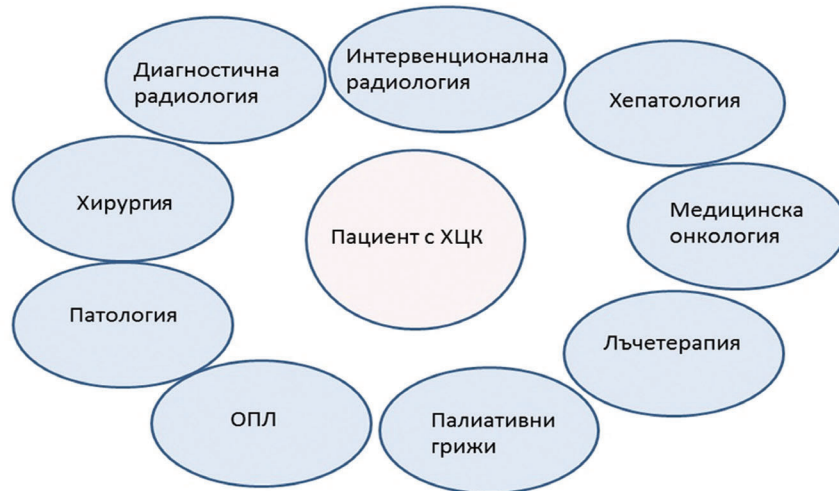 Диагностична
радиология
Интервенционална
радиология
Хепатология
Хирургия
Пациент с ХЦК
Медицинска
онкология
Патология
Лъчетерапия
ОПЛ
Палиативни
грижи